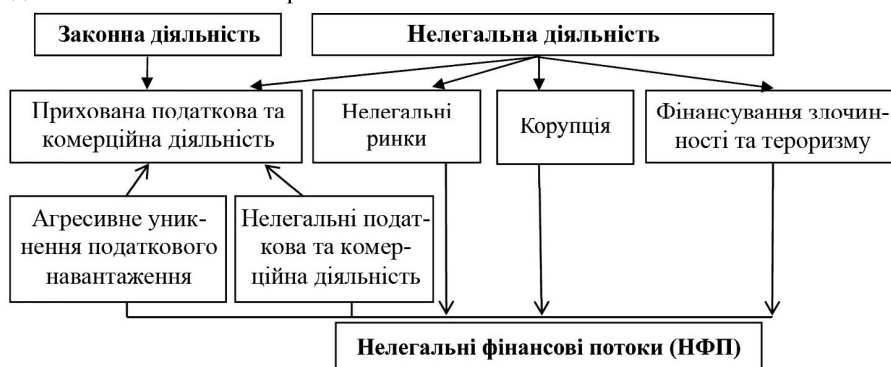 Законна діяльність
Нелегальна діяльність
Прихована податкова та
комерційна діяльність
Нелегальні
ринки
Корупція
Фінансування злочин-
ності та тероризму
Агресивне уник-
нення податкового
навантаження
Нелегальні подат-
кова та комер-
ційна діяльність
Нелегальні фінансові потоки (НФП)